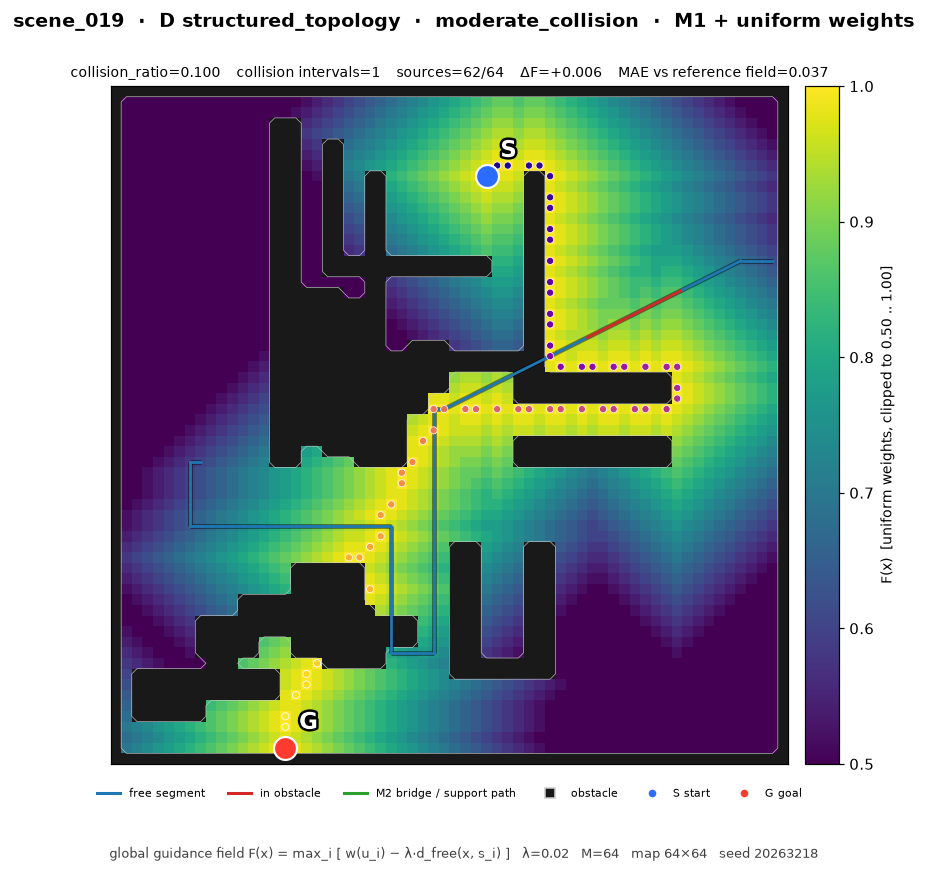 scene_019 · D structured_topology · moderate_collision · M1 + uniform weights
collision_ratio=0.100 collision intervals=1 sources=62/64 ΔF=+0.006 MAE vs reference field=0.037
S
G
1.0
0.9
0.8
0.7
0.6
0.5
F(x) [uniform weights, clipped to 0.50 .. 1.00]
free segment in obstacle M2 bridge / support path obstacle S start G goal
global guidance field F(x) = max_i [ w(u_i) − λ·d_free(x, s_i) ] λ=0.02 M=64 map 64×64 seed 20263218